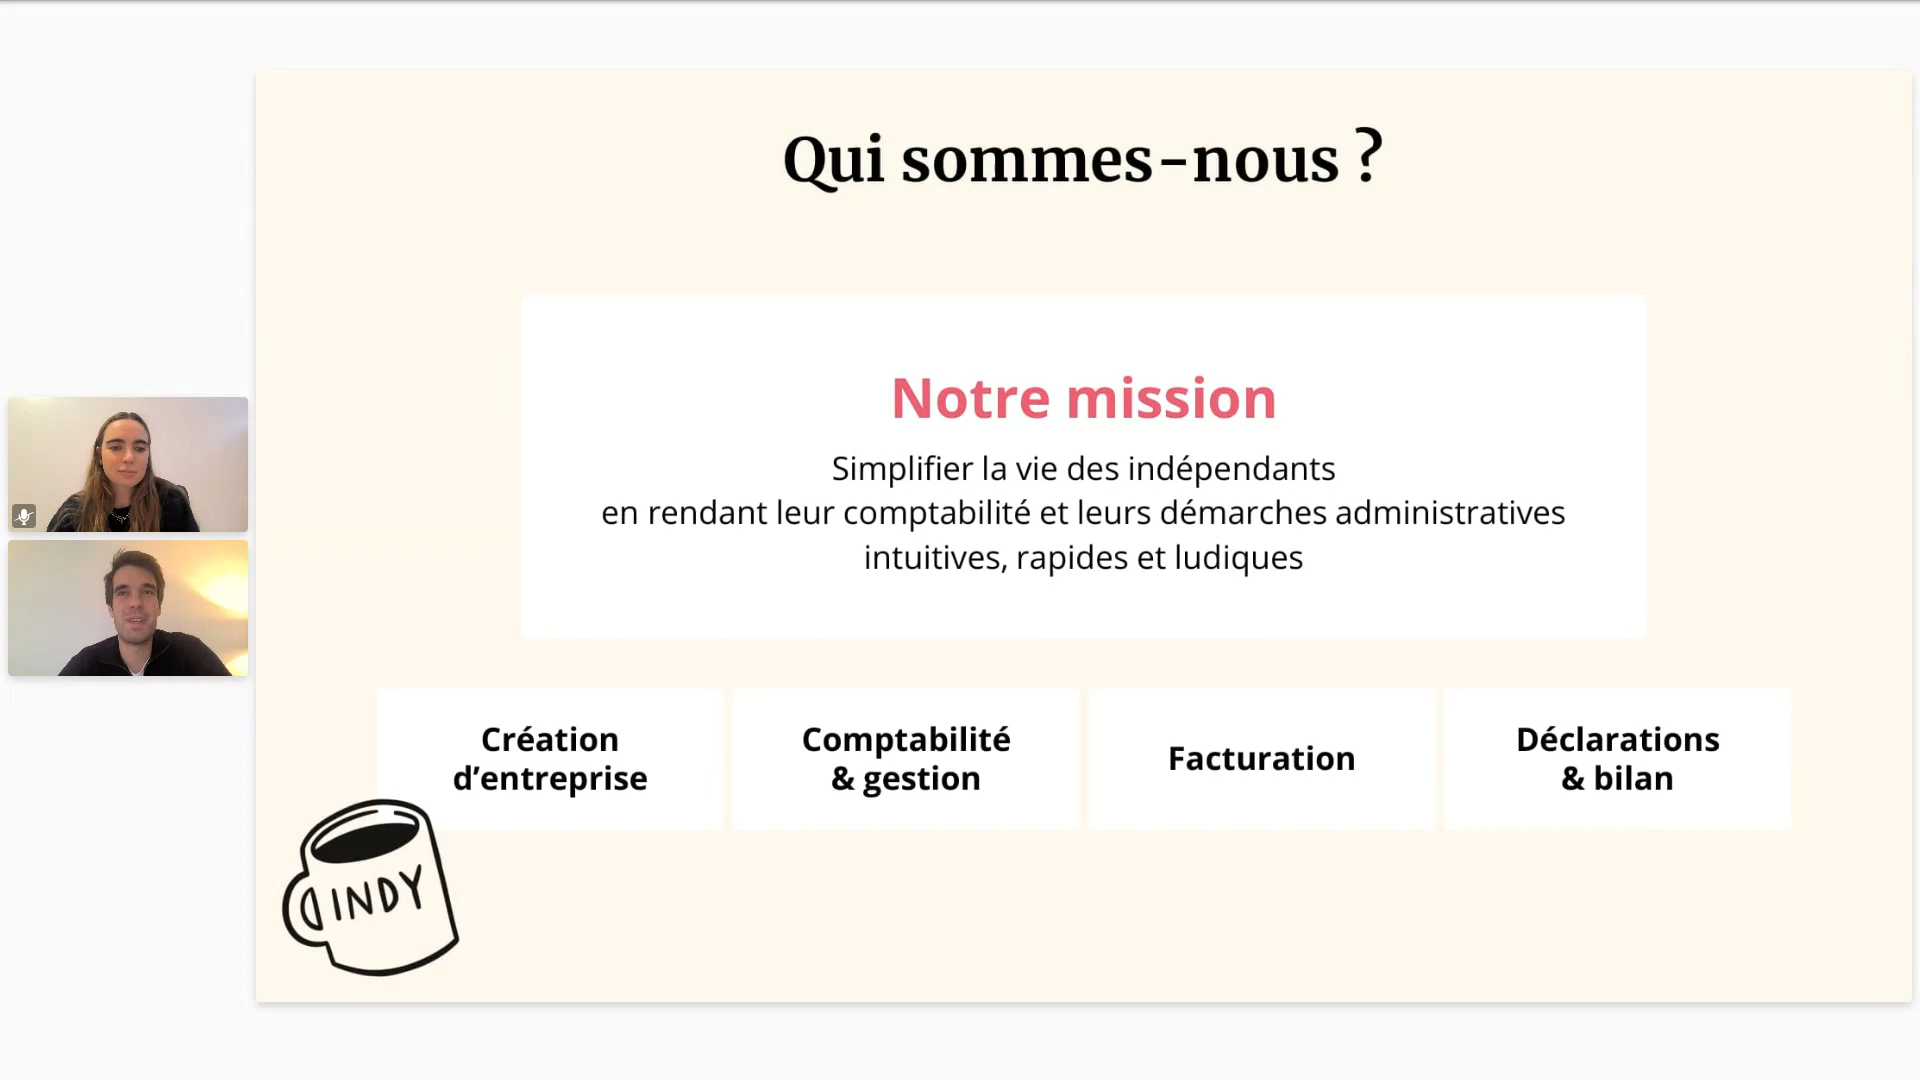 Qui sommes-nous ?
Notre mission
Simplifier la vie des indépendants
en rendant leur comptabilité et leurs démarches administratives
intuitives, rapides et ludiques
Création
d’entreprise
Comptabilité
& gestion
Facturation
Déclarations
& bilan
INDY